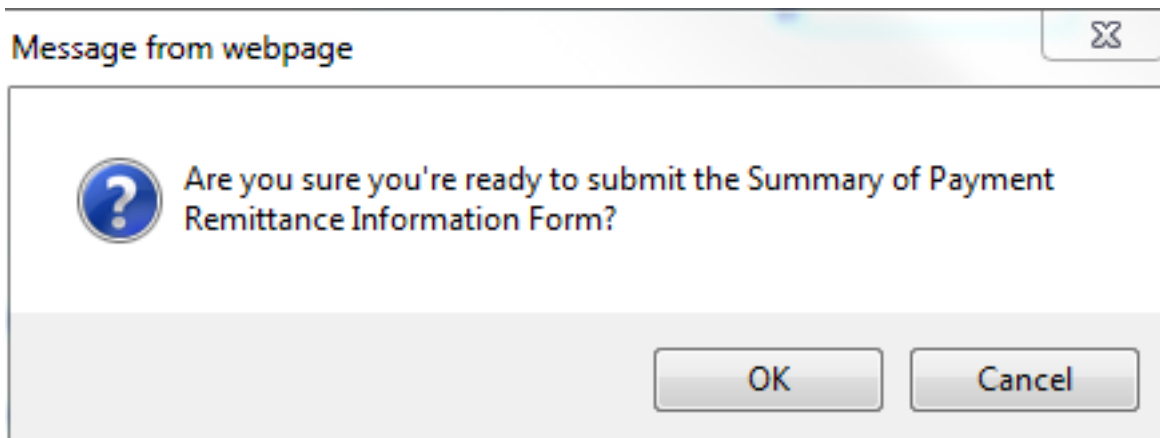 Message from webpage
Are you sure you're ready to submit the Summary of Payment
Remittance Information Form?
OK
Cancel